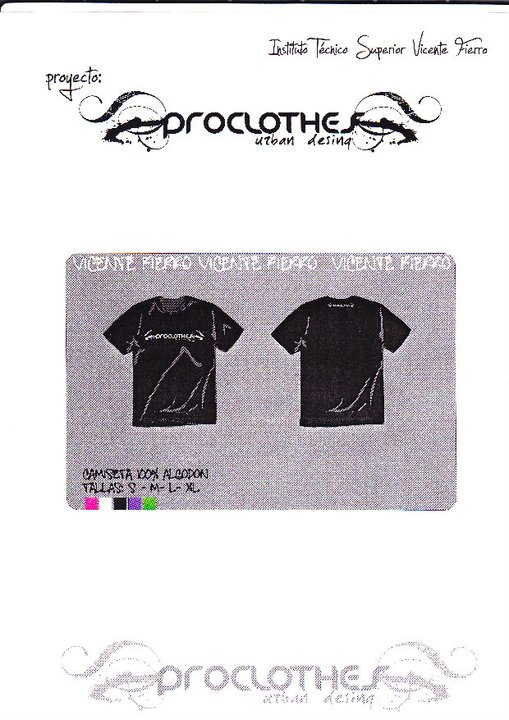 Instituto Técnico Superior Vicente Fierro
proyecto:
PROCLOTHES
urban desing
VICENTE FIERRO VICENTE FIERRO VICENTE FIERRO
PROCLOTHES
CAMISETA 100% ALGODON
TALLAS: S - M- L- XL
PROCLOTHES
urban desing